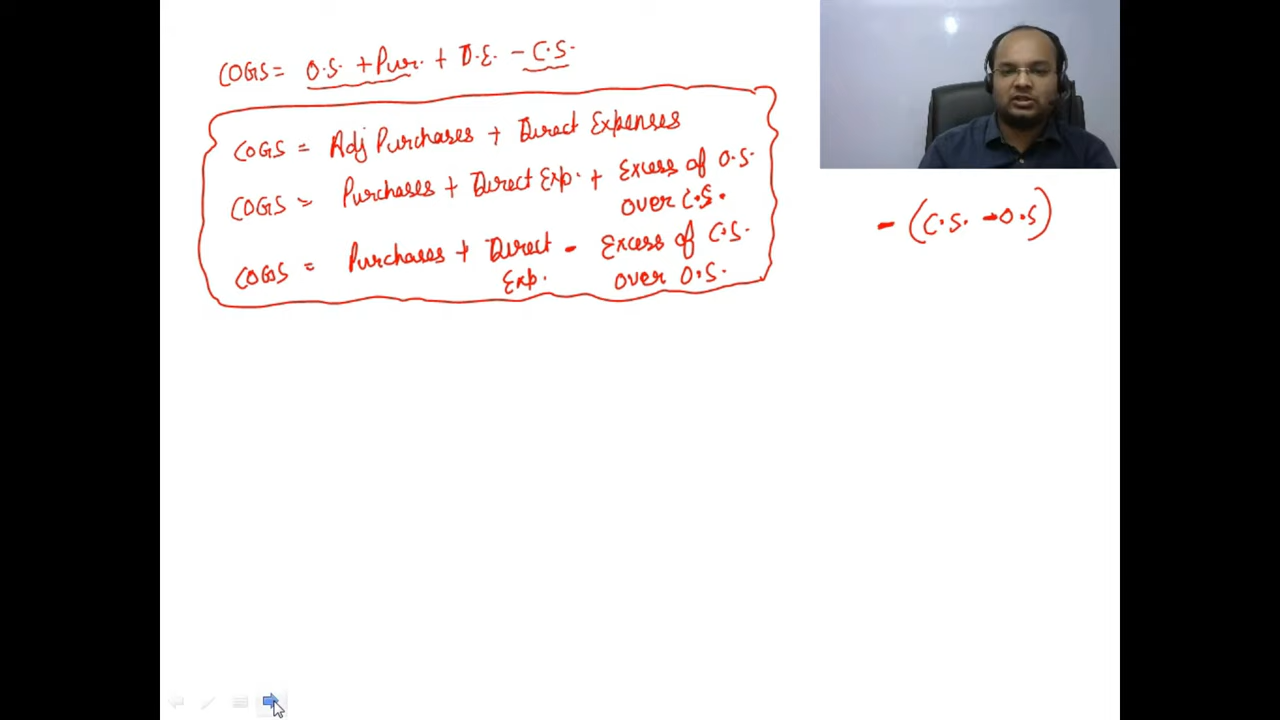 COGS = O.S. + Pur. + D.E. - C.S.
COGS = Adj Purchases + Direct Expenses
COGS = Purchases + Direct Exp. + Excess of O.S.
over C.S.
COGS = Purchases + Direct - Excess of C.S.
Exp. over O.S.
- (C.S. - O.S)